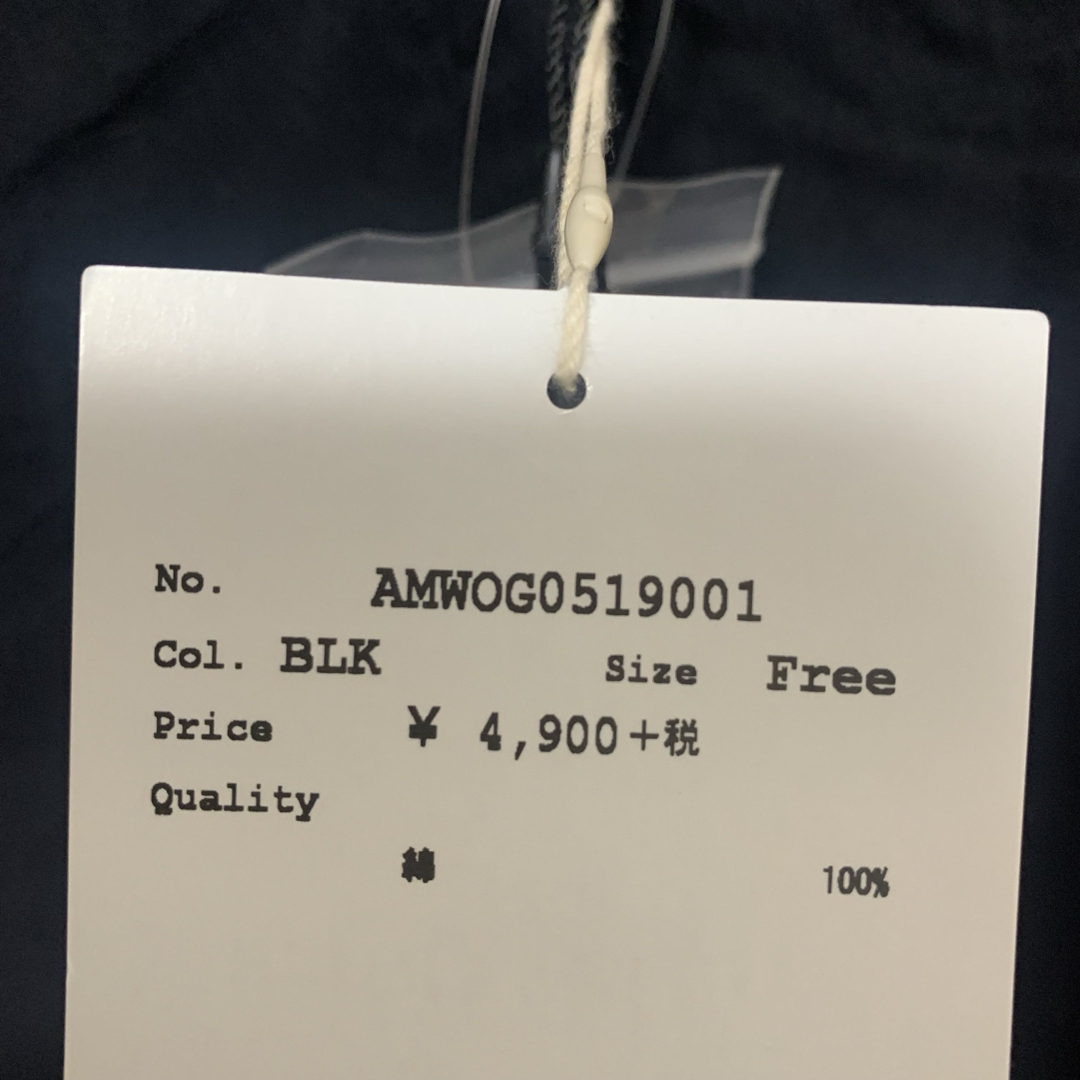 No. AMWOG0519001
Col. BLK Size Free
Price ¥ 4,900+税
Quality
綿 100%